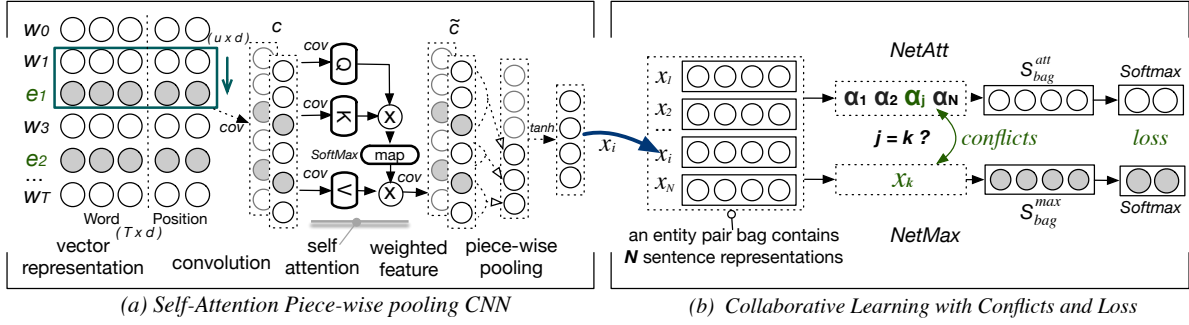 w0
w1
e1
w3
e2
...
wT
(u x d)
cov
Word
Position
(T x d)
vector
representation
c
convolution
cov
Q
cov
K
X
SoftMax
map
cov
V
X
cov
self
attention
weighted
feature
c̃
piece-wise
pooling
tanh
xi
(a) Self-Attention Piece-wise pooling CNN
x1
x2
...
xi
...
xN
an entity pair bag contains
N sentence representations
NetAtt
α1 α2 αj αN
j = k ?
conflicts
xk
NetMax
S att bag
Softmax
loss
S max bag
Softmax
(b) Collaborative Learning with Conflicts and Loss